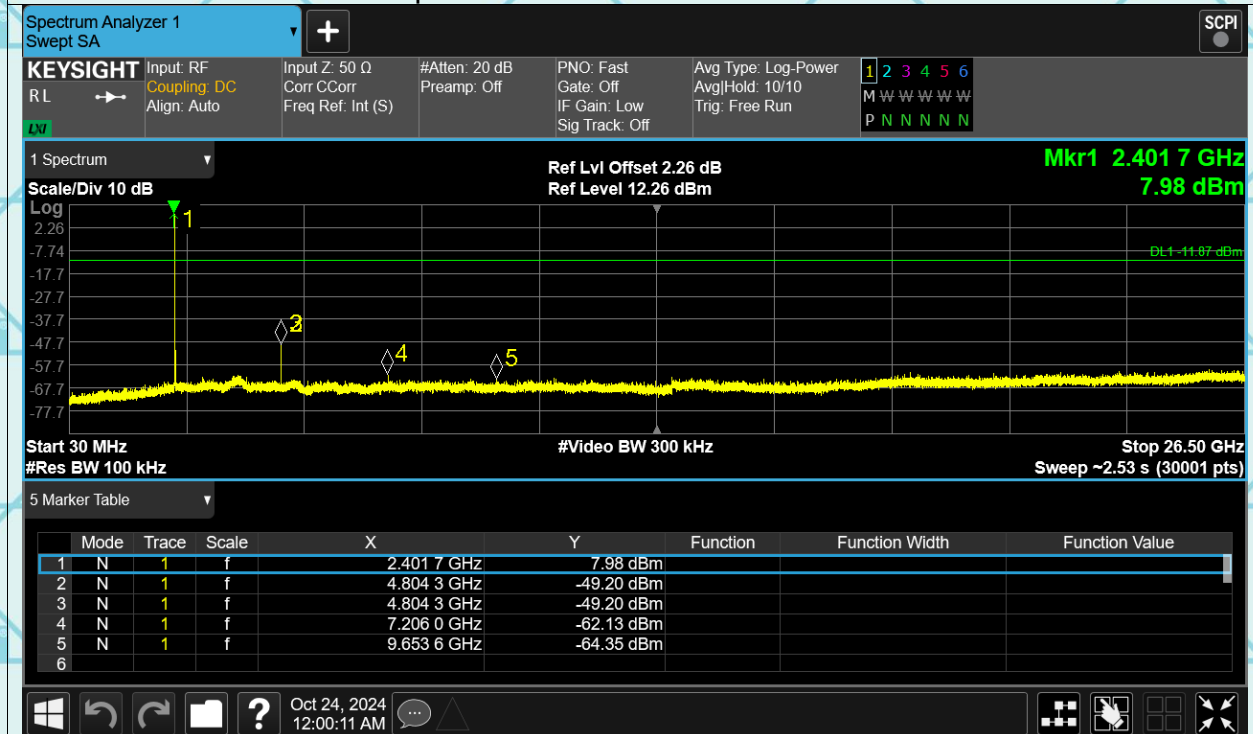 Spectrum Analyzer 1
Swept SA
+
SCPI
KEYSIGHT
RL
LXI
Input: RF
Coupling: DC
Align: Auto
Input Z: 50 Ω
Corr CCorr
Freq Ref: Int (S)
#Atten: 20 dB
Preamp: Off
PNO: Fast
Gate: Off
IF Gain: Low
Sig Track: Off
Avg Type: Log-Power
Avg|Hold: 10/10
Trig: Free Run
1 2 3 4 5 6
M W W W W W
P N N N N N
1 Spectrum
Scale/Div 10 dB
Ref Lvl Offset 2.26 dB
Ref Level 12.26 dBm
Mkr1 2.401 7 GHz
7.98 dBm
Log
2.26
-7.74
-17.7
-27.7
-37.7
-47.7
-57.7
-67.7
-77.7
1
DL1 -11.87 dBm
3
4
5
Start 30 MHz
#Video BW 300 kHz
Stop 26.50 GHz
#Res BW 100 kHz
Sweep ~2.53 s (30001 pts)
5 Marker Table
Mode Trace Scale X Y Function Function Width Function Value
1 N 1 f 2.401 7 GHz 7.98 dBm
2 N 1 f 4.804 3 GHz -49.20 dBm
3 N 1 f 4.804 3 GHz -49.20 dBm
4 N 1 f 7.206 0 GHz -62.13 dBm
5 N 1 f 9.653 6 GHz -64.35 dBm
6
?
Oct 24, 2024
12:00:11 AM